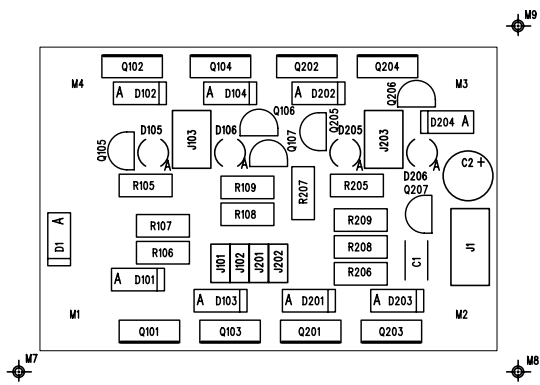 M9
Q102 Q104 Q202 Q204
M4 M3
A D102 A D104 A D202 Q206
Q106 Q205 D204 A
Q105 D105 A J103 D106 A Q107 D205 A J203 A D206
C2 +
R105 R109 R207 R205 Q207
R108
R107 R209
A D1 R106 R208 C1 J1
J101 J102 J201 J202
A D101 R206
A D103 A D201 A D203
M1 M2
Q101 Q103 Q201 Q203
M7 M8